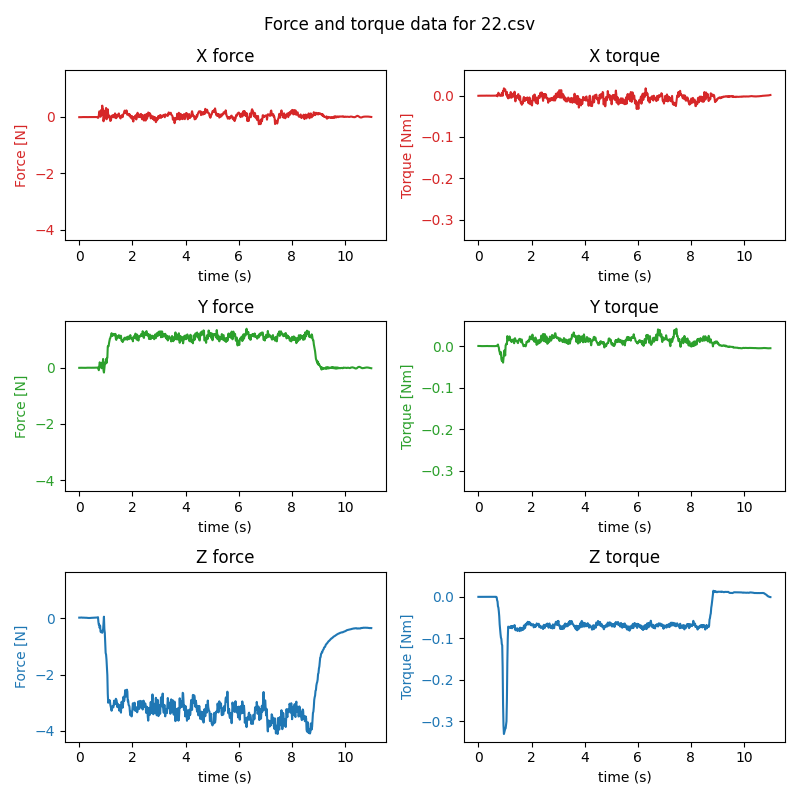 Force and torque data for 22.csv
X force
Force [N]
0
−2
−4
0 2 4 6 8 10
time (s)
X torque
Torque [Nm]
0.0
−0.1
−0.2
−0.3
0 2 4 6 8 10
time (s)
Y force
Force [N]
0
−2
−4
0 2 4 6 8 10
time (s)
Y torque
Torque [Nm]
0.0
−0.1
−0.2
−0.3
0 2 4 6 8 10
time (s)
Z force
Force [N]
0
−2
−4
0 2 4 6 8 10
time (s)
Z torque
Torque [Nm]
0.0
−0.1
−0.2
−0.3
0 2 4 6 8 10
time (s)